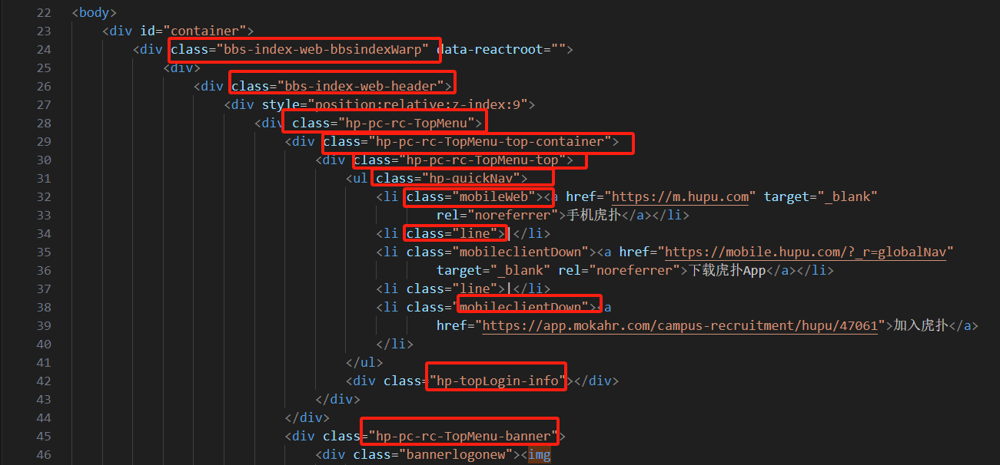 22 <body>
23 <div id="container">
24 <div class="bbs-index-web-bbsindexWarp" data-reactroot="">
25 <div>
26 <div class="bbs-index-web-header">
27 <div style="position:relative;z-index:9">
28 <div class="hp-pc-rc-TopMenu">
29 <div class="hp-pc-rc-TopMenu-top-container">
30 <div class="hp-pc-rc-TopMenu-top">
31 <ul class="hp-quickNav">
32 <li class="mobileWeb"><a href="https://m.hupu.com" target="_blank"
33 rel="noreferrer">手机虎扑</a></li>
34 <li class="line">|</li>
35 <li class="mobileclientDown"><a href="https://mobile.hupu.com/?_r=globalNav"
36 target="_blank" rel="noreferrer">下载虎扑App</a></li>
37 <li class="line">|</li>
38 <li class="mobileclientDown"><a
39 href="https://app.mokahr.com/campus-recruitment/hupu/47061">加入虎扑</a>
40 </li>
41 </ul>
42 <div class="hp-topLogin-info"></div>
43 </div>
44 </div>
45 <div class="hp-pc-rc-TopMenu-banner">
46 <div class="bannerlogonew"><img